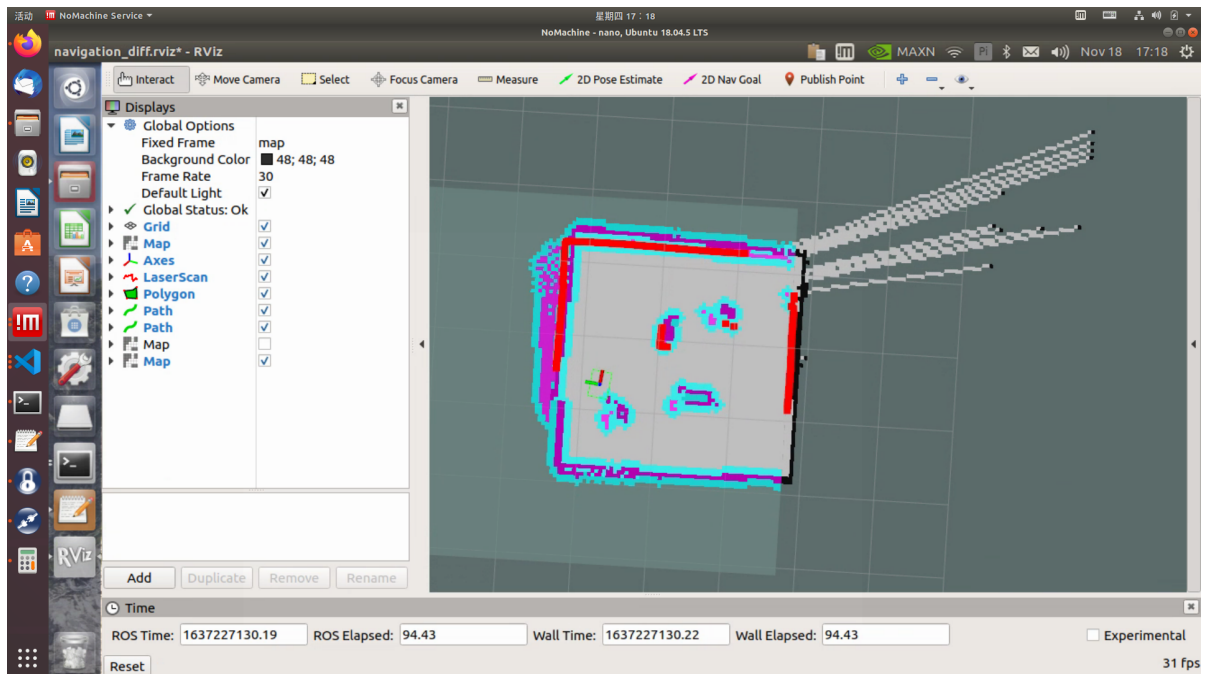 活动 NoMachine Service 星期四 17：18
NoMachine - nano, Ubuntu 18.04.5 LTS
navigation_diff.rviz* - RViz MAXN Pi Nov 18 17:18
Interact Move Camera Select Focus Camera Measure 2D Pose Estimate 2D Nav Goal Publish Point
Displays
Global Options
Fixed Frame map
Background Color 48; 48; 48
Frame Rate 30
Default Light
Global Status: Ok
Grid
Map
Axes
LaserScan
Polygon
Path
Path
Map
Map
Add Duplicate Remove Rename
RViz
Time
ROS Time: 1637227130.19 ROS Elapsed: 94.43 Wall Time: 1637227130.22 Wall Elapsed: 94.43 Experimental
Reset 31 fps